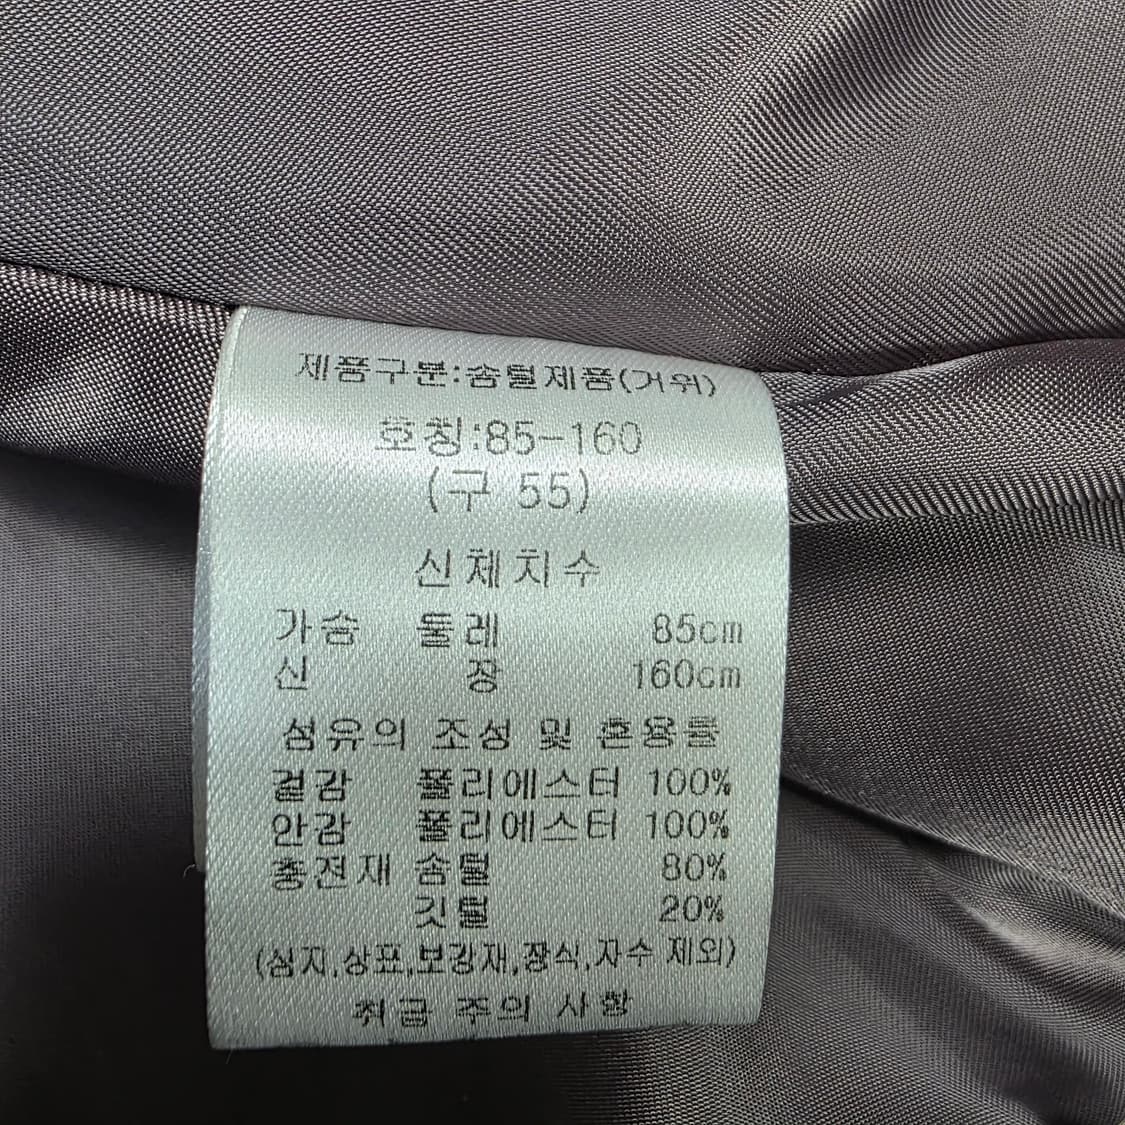 제품구분:솜털제품(거위)
호칭:85-160
(구 55)
신체치수
가슴 둘레 85cm
신 장 160cm
섬유의 조성 및 혼용률
겉감 폴리에스터 100%
안감 폴리에스터 100%
충전재 솜털 80%
깃털 20%
(심지,상표,보강재,장식,자수 제외)
취급 주의 사항